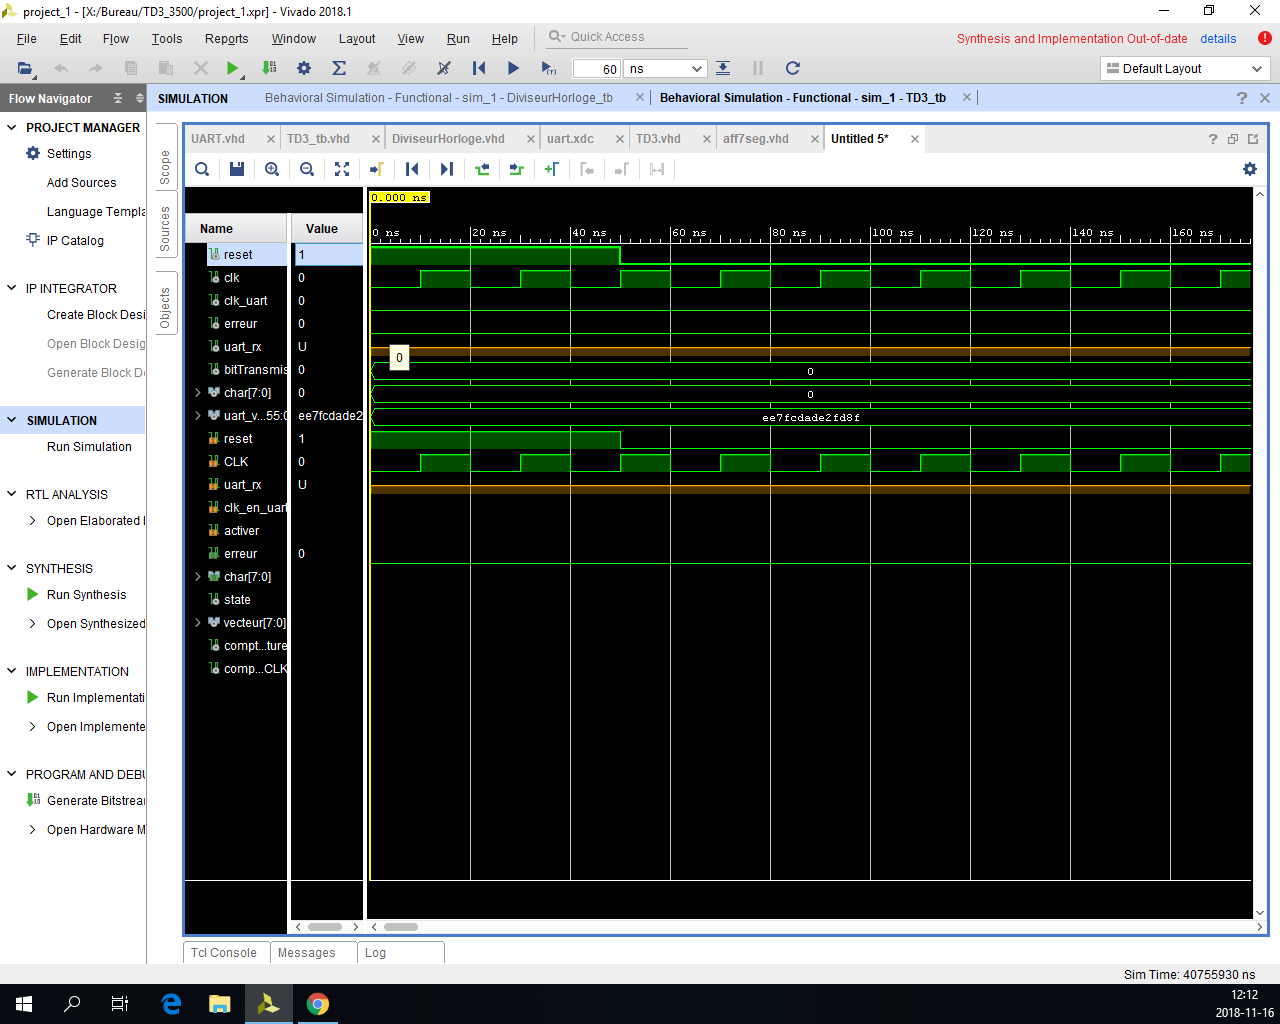 project_1 - [X:/Bureau/TD3_3500/project_1.xpr] - Vivado 2018.1
File Edit Flow Tools Reports Window Layout View Run Help Quick Access
Synthesis and Implementation Out-of-date details
60 ns Default Layout
Flow Navigator
SIMULATION Behavioral Simulation - Functional - sim_1 - DiviseurHorloge_tb Behavioral Simulation - Functional - sim_1 - TD3_tb
PROJECT MANAGER
Settings
Add Sources
Language Templa
IP Catalog
IP INTEGRATOR
Create Block Desi
Open Block Desig
Generate Block De
SIMULATION
Run Simulation
RTL ANALYSIS
Open Elaborated I
SYNTHESIS
Run Synthesis
Open Synthesized
IMPLEMENTATION
Run Implementati
Open Implemente
PROGRAM AND DEBU
Generate Bitstrear
Open Hardware M
Scope
Sources
Objects
UART.vhd TD3_tb.vhd DiviseurHorloge.vhd uart.xdc TD3.vhd aff7seg.vhd Untitled 5*
0.000 ns
Name Value
0 ns 20 ns 40 ns 60 ns 80 ns 100 ns 120 ns 140 ns 160 ns
reset 1
clk 0
clk_uart 0
erreur 0
uart_rx U
0
bitTransmis 0 0
char[7:0] 0 0
uart_v...55:0 ee7fcdade2 ee7fcdade2fd8f
reset 1
CLK 0
uart_rx U
clk_en_uart
activer
erreur 0
char[7:0]
state
vecteur[7:0]
compt...ture
comp...CLK
Tcl Console Messages Log
Sim Time: 40755930 ns
12:12
2018-11-16